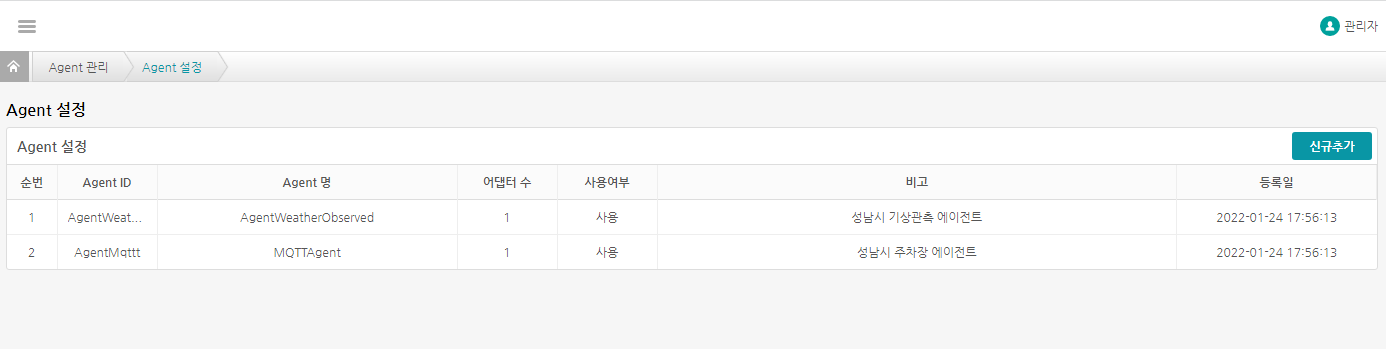 관리자
Agent 관리 Agent 설정
Agent 설정
Agent 설정 신규추가
순번 Agent ID Agent 명 어댑터 수 사용여부 비고 등록일
1 AgentWeat... AgentWeatherObserved 1 사용 성남시 기상관측 에이전트 2022-01-24 17:56:13
2 AgentMqttt MQTTAgent 1 사용 성남시 주차장 에이전트 2022-01-24 17:56:13